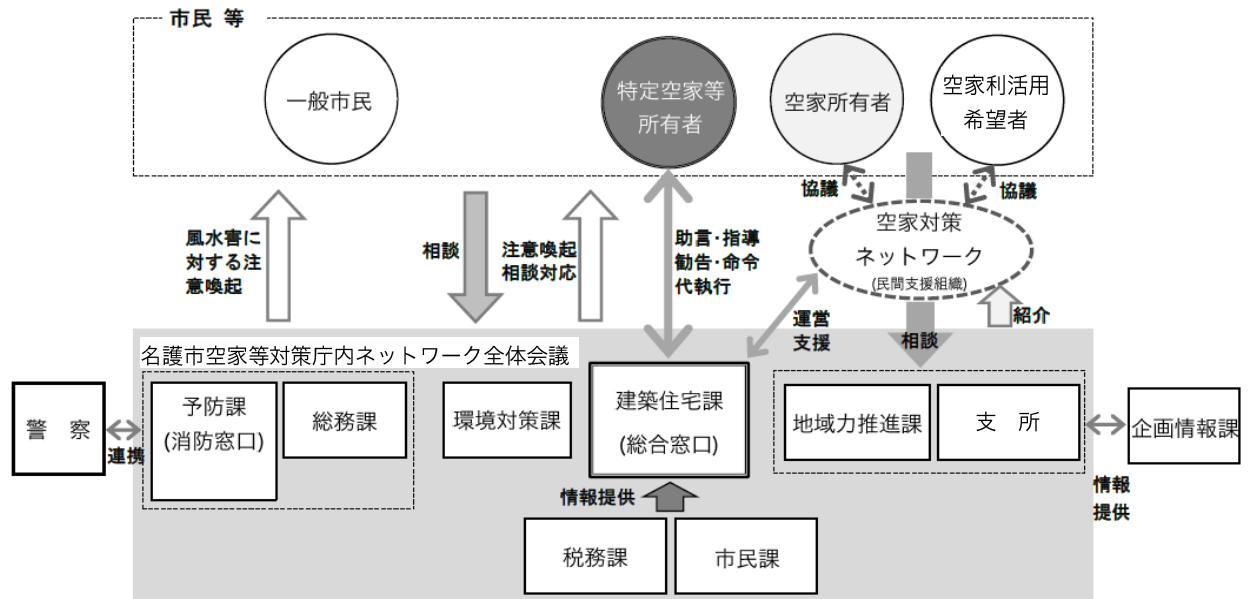 市民 等
一般市民
特定空家等
所有者
空家所有者
空家利活用
希望者
協議
協議
風水害に
対する注
意喚起
相談
注意喚起
相談対応
助言・指導
勧告・命令
代執行
空家対策
ネットワーク
(民間支援組織)
運営
支援
紹介
相談
名護市空家等対策庁内ネットワーク全体会議
警 察
連携
予防課
(消防窓口)
総務課
環境対策課
建築住宅課
(総合窓口)
地域力推進課
支 所
企画情報課
情報
提供
情報提供
税務課
市民課